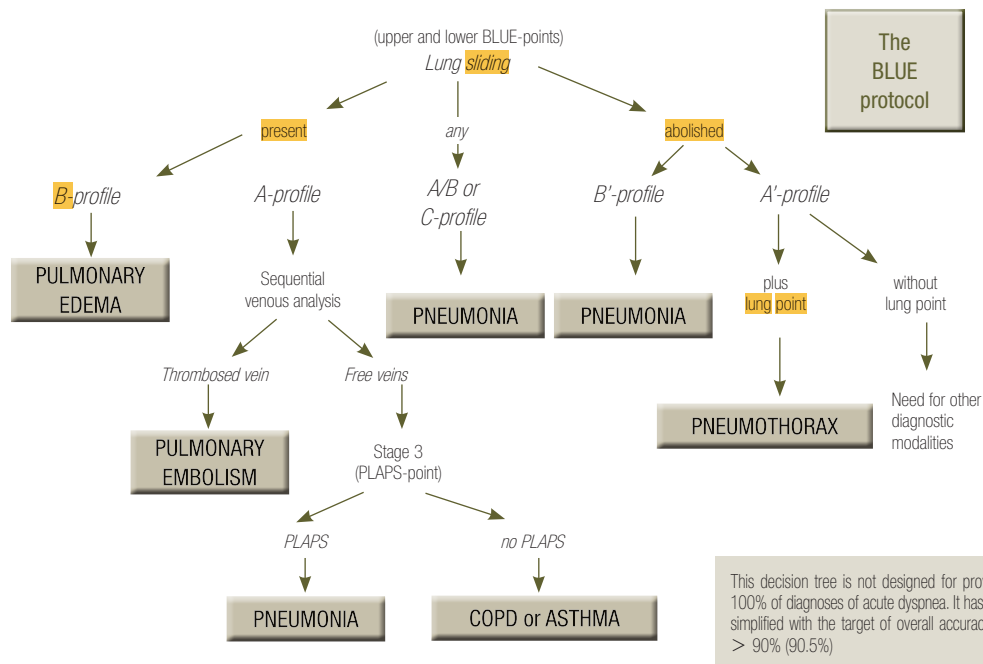 (upper and lower BLUE-points)
Lung sliding
The
BLUE
protocol
present
any
abolished
B-profile
A-profile
A/B or
C-profile
B'-profile
A'-profile
PULMONARY
EDEMA
Sequential
venous analysis
PNEUMONIA
PNEUMONIA
plus
lung point
without
lung point
Thrombosed vein
Free veins
Need for other
diagnostic
modalities
PNEUMOTHORAX
PULMONARY
EMBOLISM
Stage 3
(PLAPS-point)
PLAPS
no PLAPS
PNEUMONIA
COPD or ASTHMA
This decision tree is not designed for
100% of diagnoses of acute dyspnea. It has
simplified with the target of overall
> 90% (90.5%)